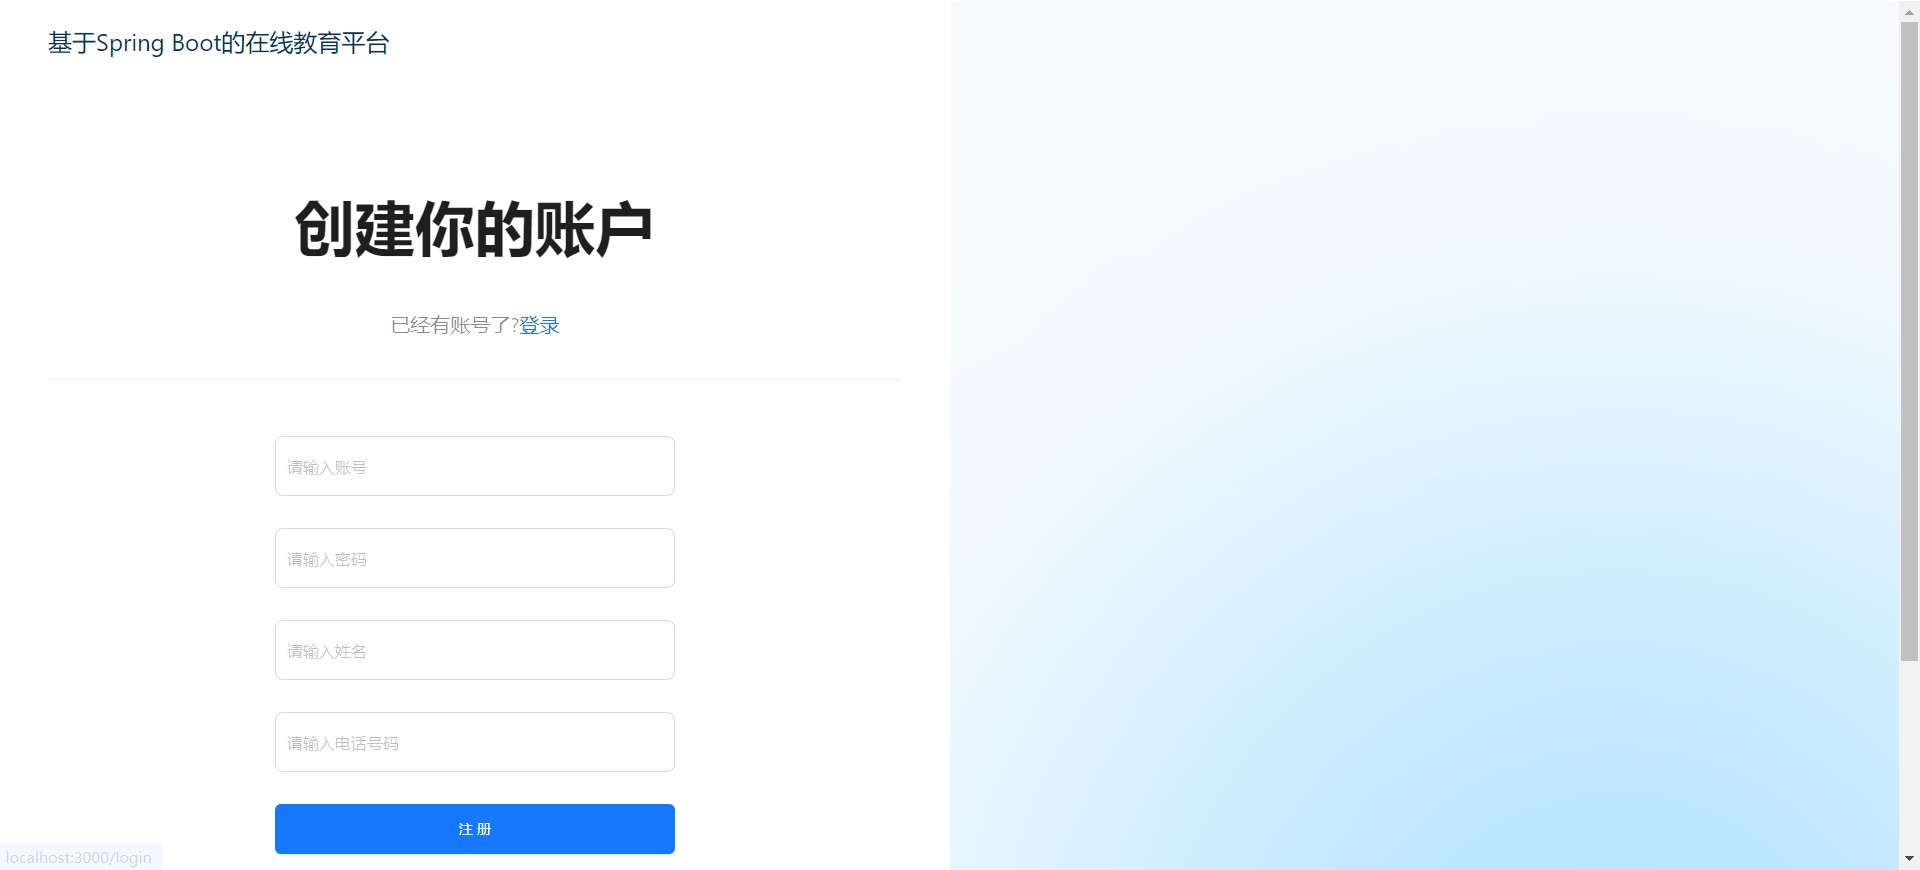 基于Spring Boot的在线教育平台
创建你的账户
已经有账号了?登录
请输入账号
请输入密码
请输入姓名
请输入电话号码
注 册
localhost:3000/login